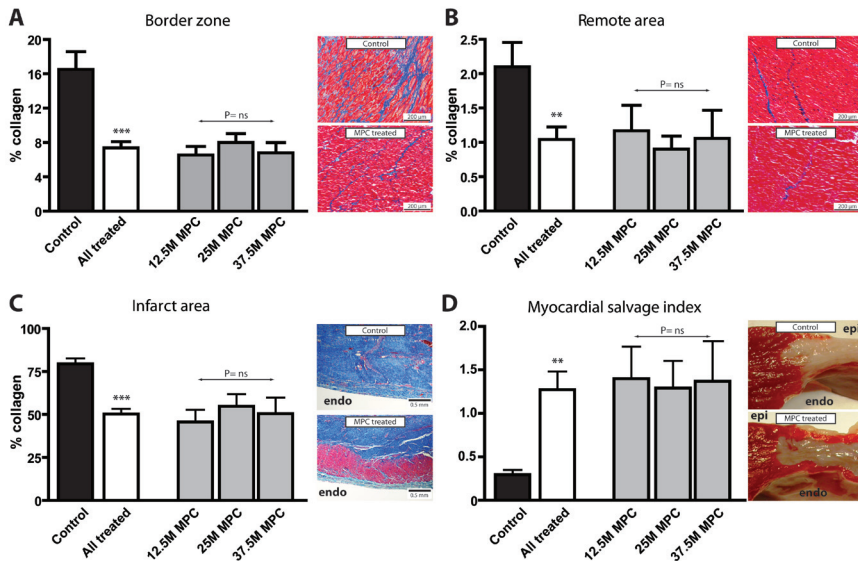 A
Border zone
% collagen
20
16
12
8
4
0
***
P= ns
Control
All treated
12.5M MPC
25M MPC
37.5M MPC
Control
200 µm
MPC treated
200 µm
B
Remote area
% collagen
2.5
2.0
1.5
1.0
0.5
0.0
**
P= ns
Control
All treated
12.5M MPC
25M MPC
37.5M MPC
Control
200 µm
MPC treated
200 µm
C
Infarct area
% collagen
100
75
50
25
0
***
P= ns
Control
All treated
12.5M MPC
25M MPC
37.5M MPC
Control
endo
0.5 mm
MPC treated
endo
0.5 mm
D
Myocardial salvage index
2.0
1.5
1.0
0.5
0
**
P= ns
Control
All treated
12.5M MPC
25M MPC
37.5M MPC
epi
Control
endo
epi
MPC treated
endo